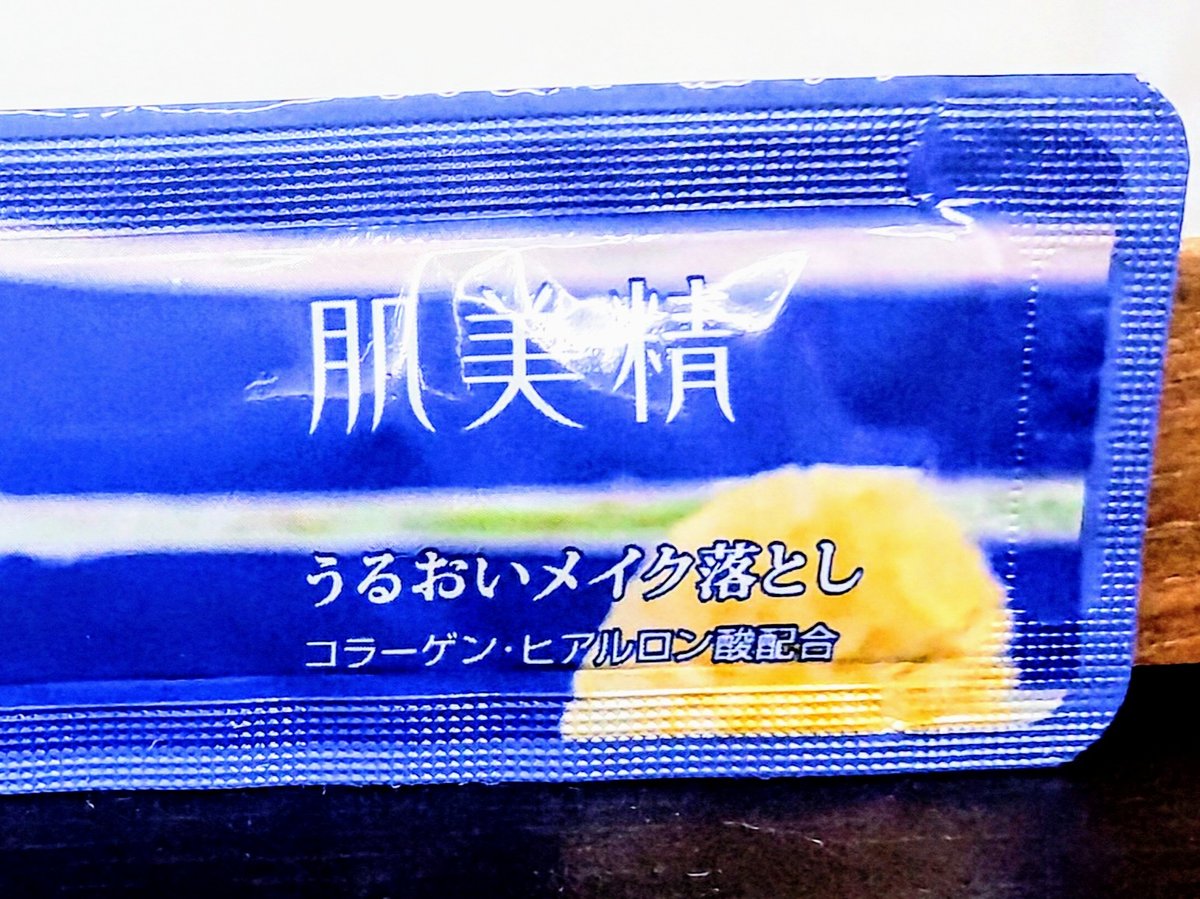 肌美精
うるおいメイク落とし
コラーゲン・ヒアルロン酸配合